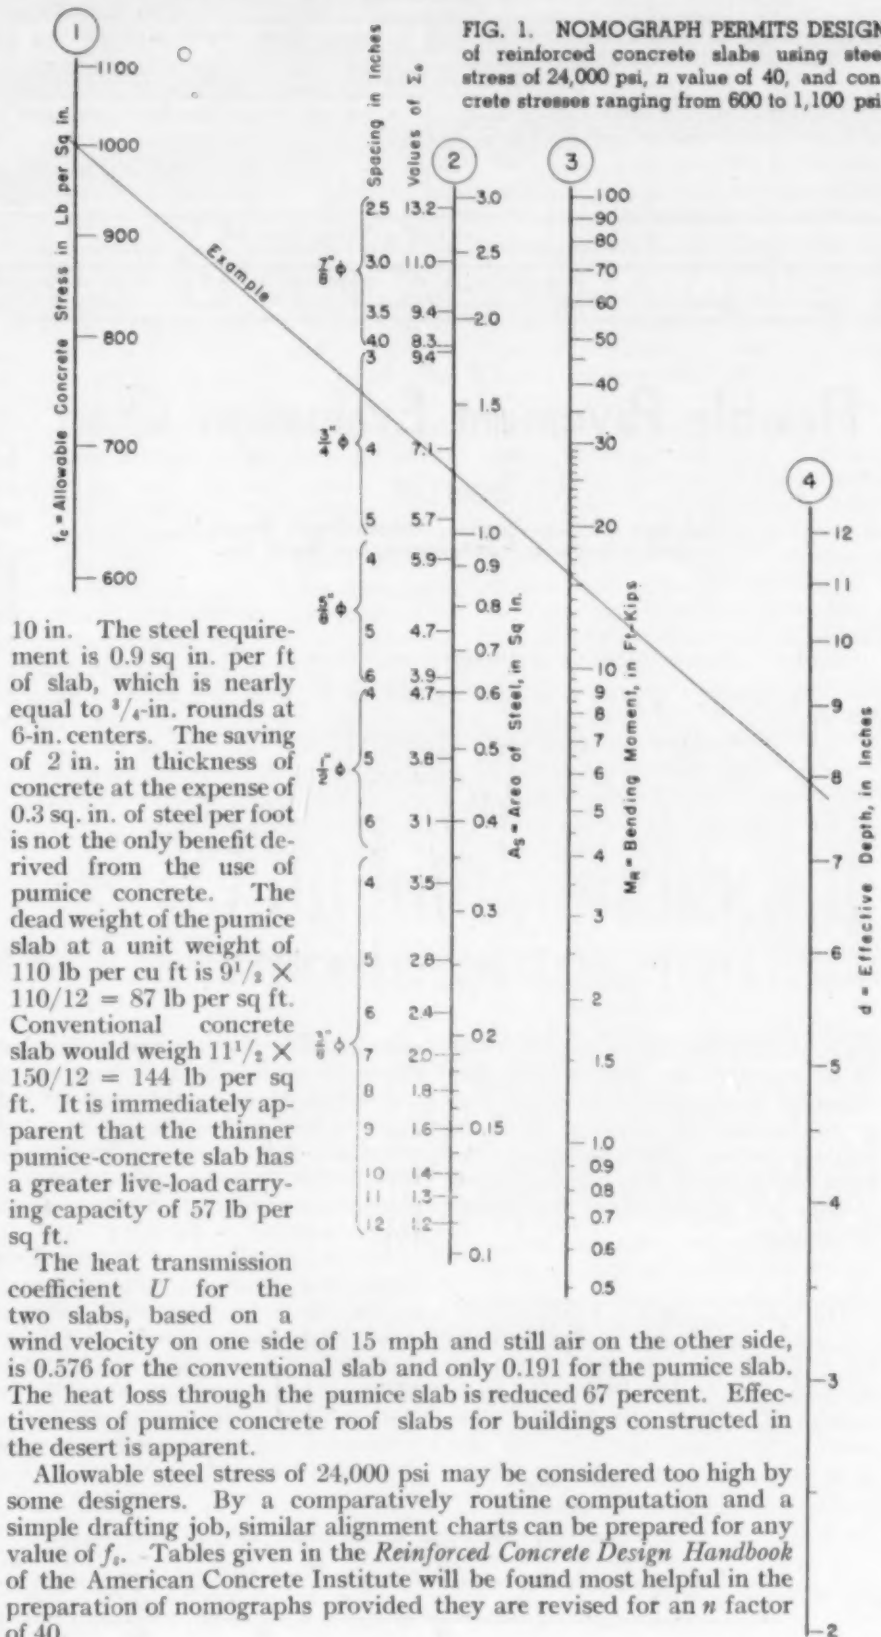 FIG. 1. NOMOGRAPH PERMITS DESIGN
of reinforced concrete slabs using stee
stress of 24,000 psi, n value of 40, and con
crete stresses ranging from 600 to 1,100 psi
1
1100
1000
900
800
700
600
f_c = Allowable Concrete Stress in Lb per Sq in.
Example
Spacing in Inches
Values of Σ_o
7/8" Φ
2.5 13.2
3.0 11.0
3.5 9.4
4.0 8.3
3/4" Φ
3 9.4
4 7.1
5 5.7
5/8" Φ
4 5.9
5 4.7
6 3.9
1/2" Φ
4 4.7
5 3.8
6 3.1
3/8" Φ
4 3.5
5 2.8
6 2.4
7 2.0
8 1.8
9 1.6
10 1.4
11 1.3
12 1.2
2
3.0
2.5
2.0
1.5
1.0
0.9
0.8
0.7
0.6
0.5
0.4
0.3
0.2
0.15
0.1
A_s = Area of Steel, in Sq In.
3
100
90
80
70
60
50
40
30
20
10
9
8
7
6
5
4
3
2
1.5
1.0
0.9
0.8
0.7
0.6
0.5
M_R = Bending Moment, in Ft-Kips
4
12
11
10
9
8
7
6
5
4
3
2
d = Effective Depth, in Inches
10 in. The steel require-
ment is 0.9 sq in. per ft
of slab, which is nearly
equal to 3/4-in. rounds at
6-in. centers. The saving
of 2 in. in thickness of
concrete at the expense of
0.3 sq. in. of steel per foot
is not the only benefit de-
rived from the use of
pumice concrete. The
dead weight of the pumice
slab at a unit weight of
110 lb per cu ft is 9 1/2 ×
110/12 = 87 lb per sq ft.
Conventional concrete
slab would weigh 11 1/2 ×
150/12 = 144 lb per sq
ft. It is immediately ap-
parent that the thinner
pumice-concrete slab has
a greater live-load carry-
ing capacity of 57 lb per
sq ft.
The heat transmission
coefficient U for the
two slabs, based on a
wind velocity on one side of 15 mph and still air on the other side,
is 0.576 for the conventional slab and only 0.191 for the pumice slab.
The heat loss through the pumice slab is reduced 67 percent. Effec-
tiveness of pumice concrete roof slabs for buildings constructed in
the desert is apparent.
Allowable steel stress of 24,000 psi may be considered too high by
some designers. By a comparatively routine computation and a
simple drafting job, similar alignment charts can be prepared for any
value of f_s. Tables given in the Reinforced Concrete Design Handbook
of the American Concrete Institute will be found most helpful in the
preparation of nomographs provided they are revised for an n factor
of 40